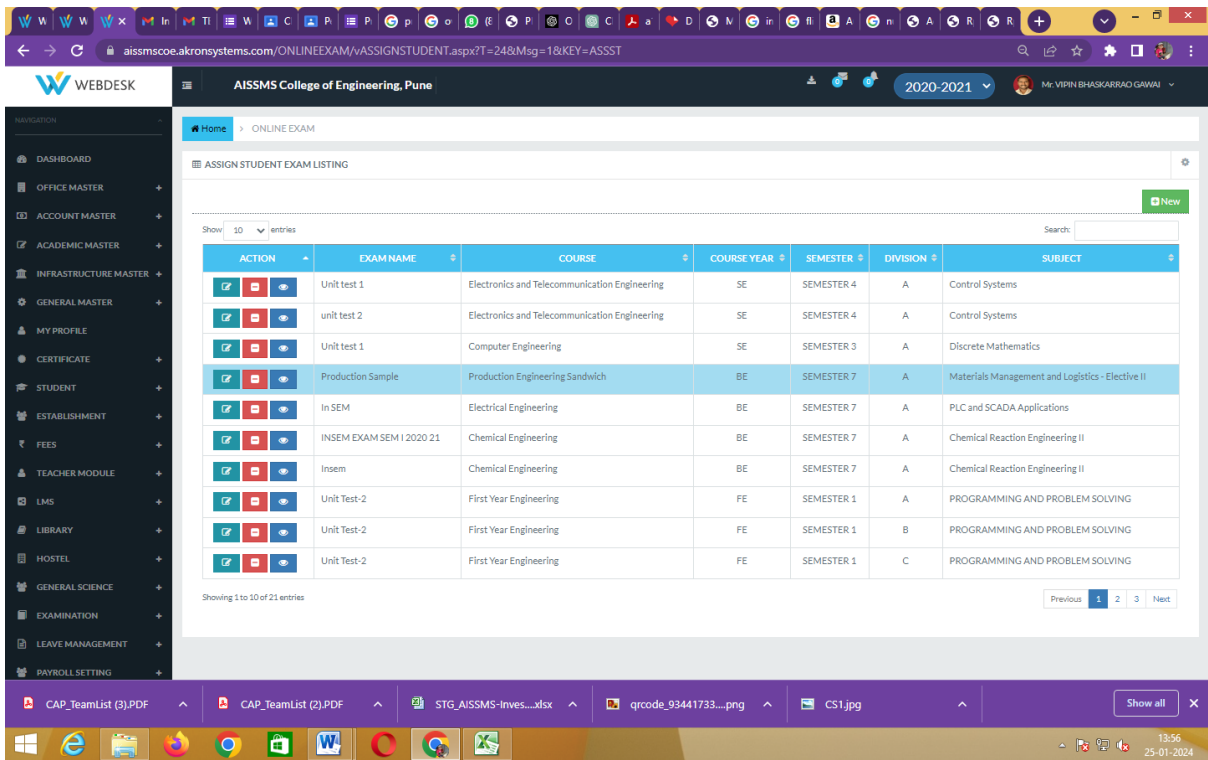 aissmscoe.akronsystems.com/ONLINEEXAM/vASSIGNSTUDENT.aspx?T=24&Msg=1&KEY=ASSST
WEBDESK
AISSMS College of Engineering, Pune
0
0
2020-2021
Mr. VIPIN BHASKARRAO GAWAI
NAVIGATION
DASHBOARD
OFFICE MASTER +
ACCOUNT MASTER +
ACADEMIC MASTER +
INFRASTRUCTURE MASTER +
GENERAL MASTER +
MY PROFILE
CERTIFICATE +
STUDENT +
ESTABLISHMENT +
₹ FEES +
TEACHER MODULE +
LMS +
LIBRARY +
HOSTEL +
GENERAL SCIENCE +
EXAMINATION +
LEAVE MANAGEMENT +
PAYROLL SETTING +
Home > ONLINE EXAM
ASSIGN STUDENT EXAM LISTING
New
Show 10 entries Search:
ACTION EXAM NAME COURSE COURSE YEAR SEMESTER DIVISION SUBJECT
Unit test 1 Electronics and Telecommunication Engineering SE SEMESTER 4 A Control Systems
unit test 2 Electronics and Telecommunication Engineering SE SEMESTER 4 A Control Systems
Unit test 1 Computer Engineering SE SEMESTER 3 A Discrete Mathematics
Production Sample Production Engineering Sandwich BE SEMESTER 7 A Materials Management and Logistics - Elective II
In SEM Electrical Engineering BE SEMESTER 7 A PLC and SCADA Applications
INSEM EXAM SEM I 2020 21 Chemical Engineering BE SEMESTER 7 A Chemical Reaction Engineering II
Insem Chemical Engineering BE SEMESTER 7 A Chemical Reaction Engineering II
Unit Test-2 First Year Engineering FE SEMESTER 1 A PROGRAMMING AND PROBLEM SOLVING
Unit Test-2 First Year Engineering FE SEMESTER 1 B PROGRAMMING AND PROBLEM SOLVING
Unit Test-2 First Year Engineering FE SEMESTER 1 C PROGRAMMING AND PROBLEM SOLVING
Showing 1 to 10 of 21 entries Previous 1 2 3 Next
CAP_TeamList (3).PDF CAP_TeamList (2).PDF STG_AISSMS-Inves....xlsx qrcode_93441733....png CS1.jpg Show all
13:56
25-01-2024